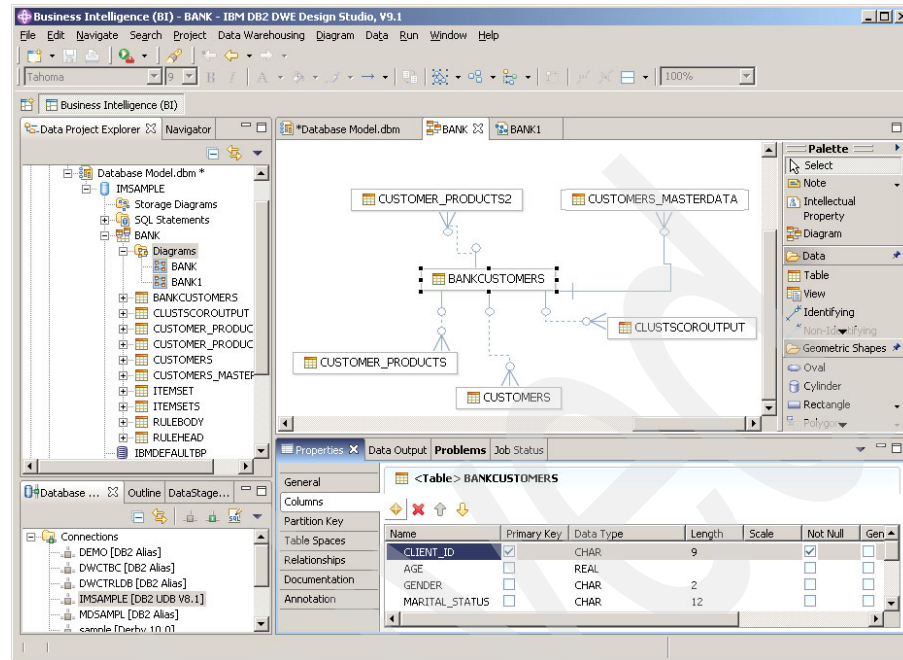 Business Intelligence (BI) - BANK - IBM DB2 DWE Design Studio, V9.1
File Edit Navigate Search Project Data Warehousing Diagram Data Run Window Help
Tahoma 9 B I A 100%
Business Intelligence (BI)
Data Project Explorer Navigator
Database Model.dbm *
IMSAMPLE
Storage Diagrams
SQL Statements
BANK
Diagrams
BANK
BANK1
BANKCUSTOMERS
CLUSTSCOROUTPUT
CUSTOMER_PRODUC
CUSTOMER_PRODUC
CUSTOMERS
CUSTOMERS_MASTER
ITEMSET
ITEMSETS
RULEBODY
RULEHEAD
IBMDEFAULTBP
*Database Model.dbm BANK BANK1
CUSTOMER_PRODUCTS2 CUSTOMERS_MASTERDATA
BANKCUSTOMERS
CLUSTSCOROUTPUT
CUSTOMER_PRODUCTS
CUSTOMERS
Palette
Select
Note
Intellectual
Property
Diagram
Data
Table
View
Identifying
Geometric Shapes
Oval
Cylinder
Rectangle
Polygon
Database ... Outline DataStage...
Connections
DEMO [DB2 Alias]
DWCTBC [DB2 Alias]
DWCTRLDB [DB2 Alias]
IMSAMPLE [DB2 UDB V8.1]
MDSAMPL [DB2 Alias]
sample [Derby 10.0]
Properties Data Output Problems Job Status
General
Columns
Partition Key
Table Spaces
Relationships
Documentation
Annotation
<Table> BANKCUSTOMERS
Name Primary Key Data Type Length Scale Not Null Gen
CLIENT_ID CHAR 9
AGE REAL
GENDER CHAR 2
MARITAL_STATUS CHAR 12